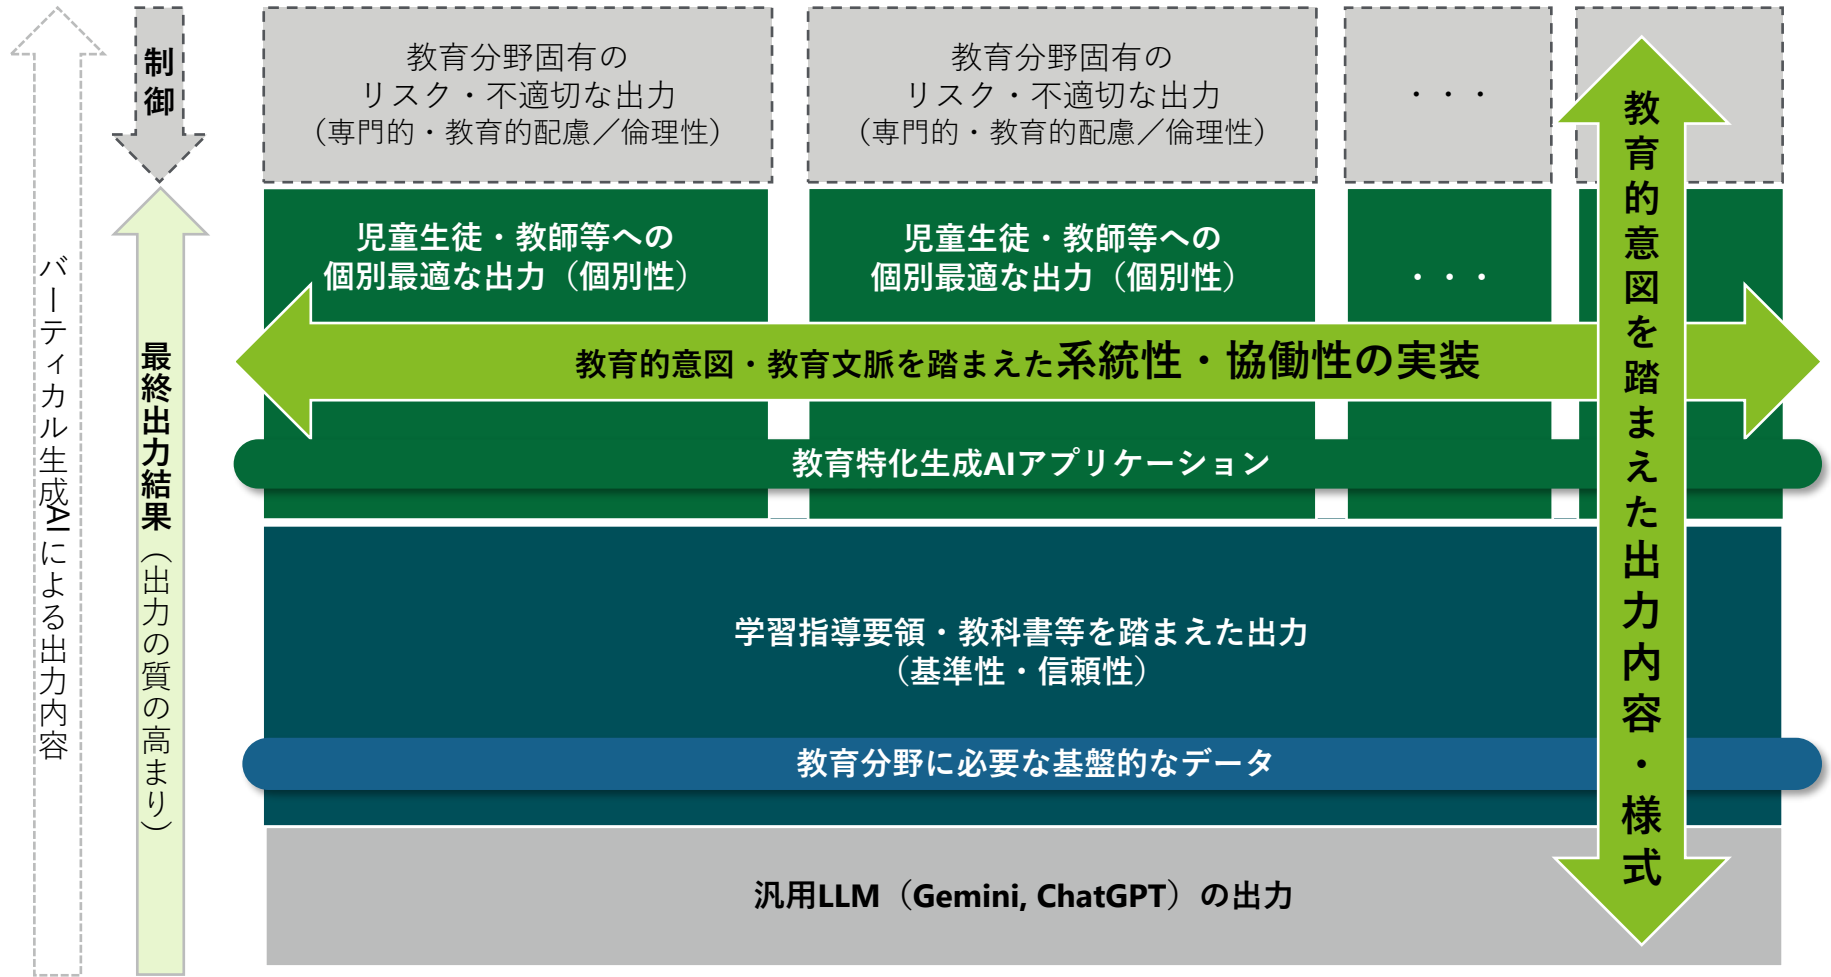 バーティカル生成AIによる出力内容
制御
最終出力結果（出力の質の高まり）
教育分野固有の
リスク・不適切な出力
（専門的・教育的配慮／倫理性）
教育分野固有の
リスク・不適切な出力
（専門的・教育的配慮／倫理性）
・・・
児童生徒・教師等への
個別最適な出力（個別性）
児童生徒・教師等への
個別最適な出力（個別性）
・・・
教育的意図・教育文脈を踏まえた系統性・協働性の実装
教育特化生成AIアプリケーション
学習指導要領・教科書等を踏まえた出力
（基準性・信頼性）
教育分野に必要な基盤的なデータ
汎用LLM（Gemini, ChatGPT）の出力
教育的意図を踏まえた出力内容・様式